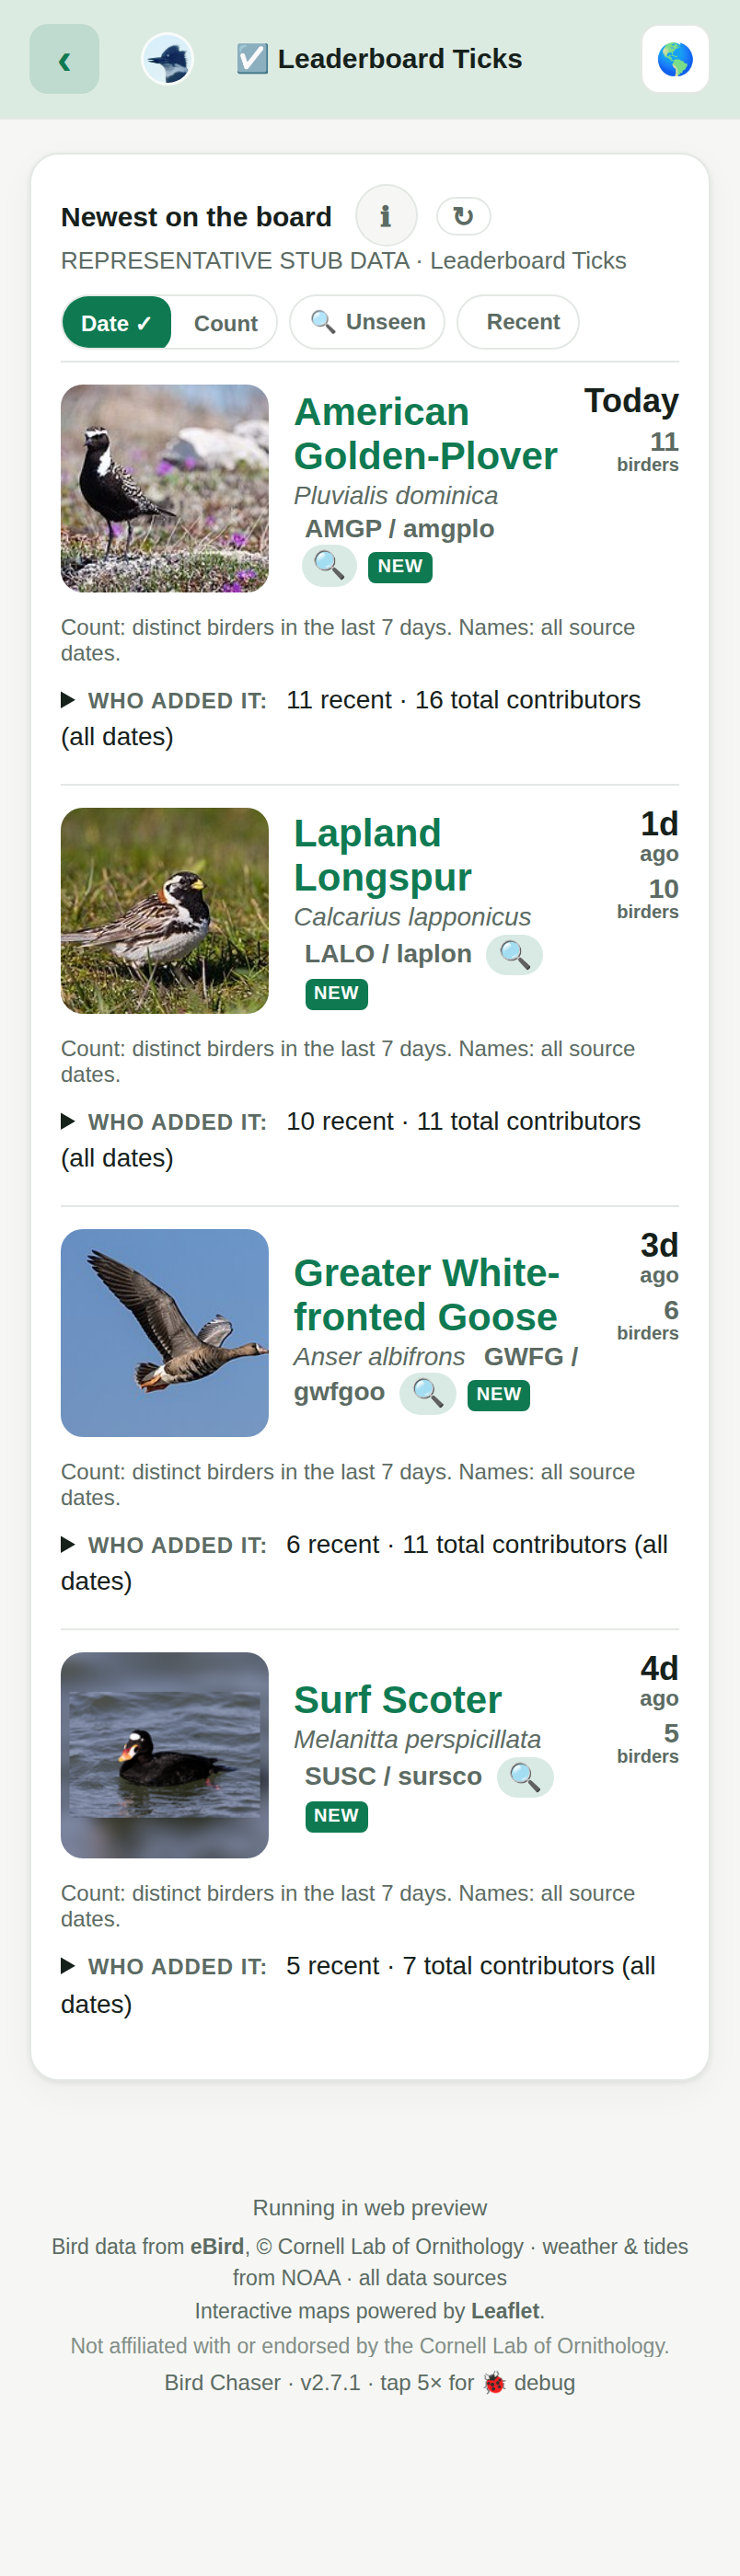 ‹ ☑ Leaderboard Ticks 🌎
Newest on the board ℹ ↻
REPRESENTATIVE STUB DATA · Leaderboard Ticks
Date ✓ Count 🔍 Unseen Recent
American
Golden-Plover
Pluvialis dominica
AMGP / amgplo
🔍 NEW
Today
11
birders
Count: distinct birders in the last 7 days. Names: all source
dates.
▶ WHO ADDED IT: 11 recent · 16 total contributors
(all dates)
Lapland
Longspur
Calcarius lapponicus
LALO / laplon 🔍
NEW
1d
ago
10
birders
Count: distinct birders in the last 7 days. Names: all source
dates.
▶ WHO ADDED IT: 10 recent · 11 total contributors
(all dates)
Greater White-
fronted Goose
Anser albifrons GWFG /
gwfgoo 🔍 NEW
3d
ago
6
birders
Count: distinct birders in the last 7 days. Names: all source
dates.
▶ WHO ADDED IT: 6 recent · 11 total contributors (all
dates)
Surf Scoter
Melanitta perspicillata
SUSC / sursco 🔍
NEW
4d
ago
5
birders
Count: distinct birders in the last 7 days. Names: all source
dates.
▶ WHO ADDED IT: 5 recent · 7 total contributors (all
dates)
Running in web preview
Bird data from eBird, © Cornell Lab of Ornithology · weather & tides
from NOAA · all data sources
Interactive maps powered by Leaflet.
Not affiliated with or endorsed by the Cornell Lab of Ornithology.
Bird Chaser · v2.7.1 · tap 5× for 🐞 debug